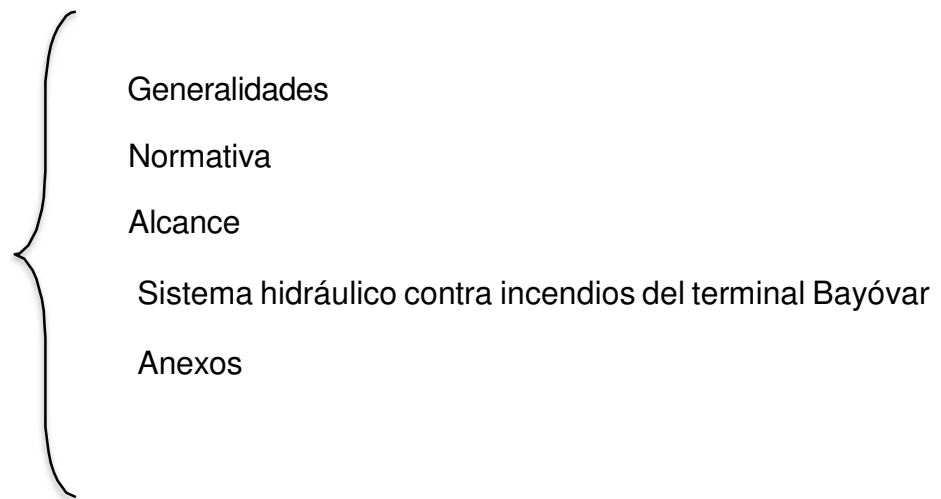 Generalidades
Normativa
Alcance
Sistema hidráulico contra incendios del terminal Bayóvar
Anexos